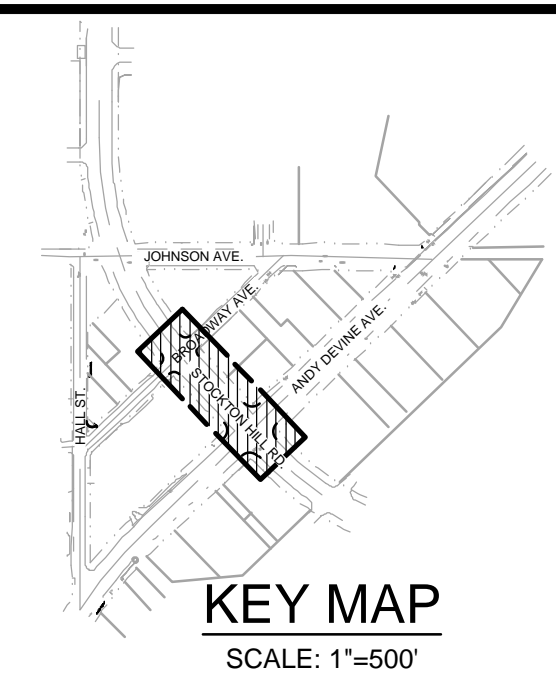 JOHNSON AVE.
BROADWAY AVE.
ANDY DEVINE AVE.
STOCKTON HILL RD.
HALL ST.
KEY MAP
SCALE: 1"=500'